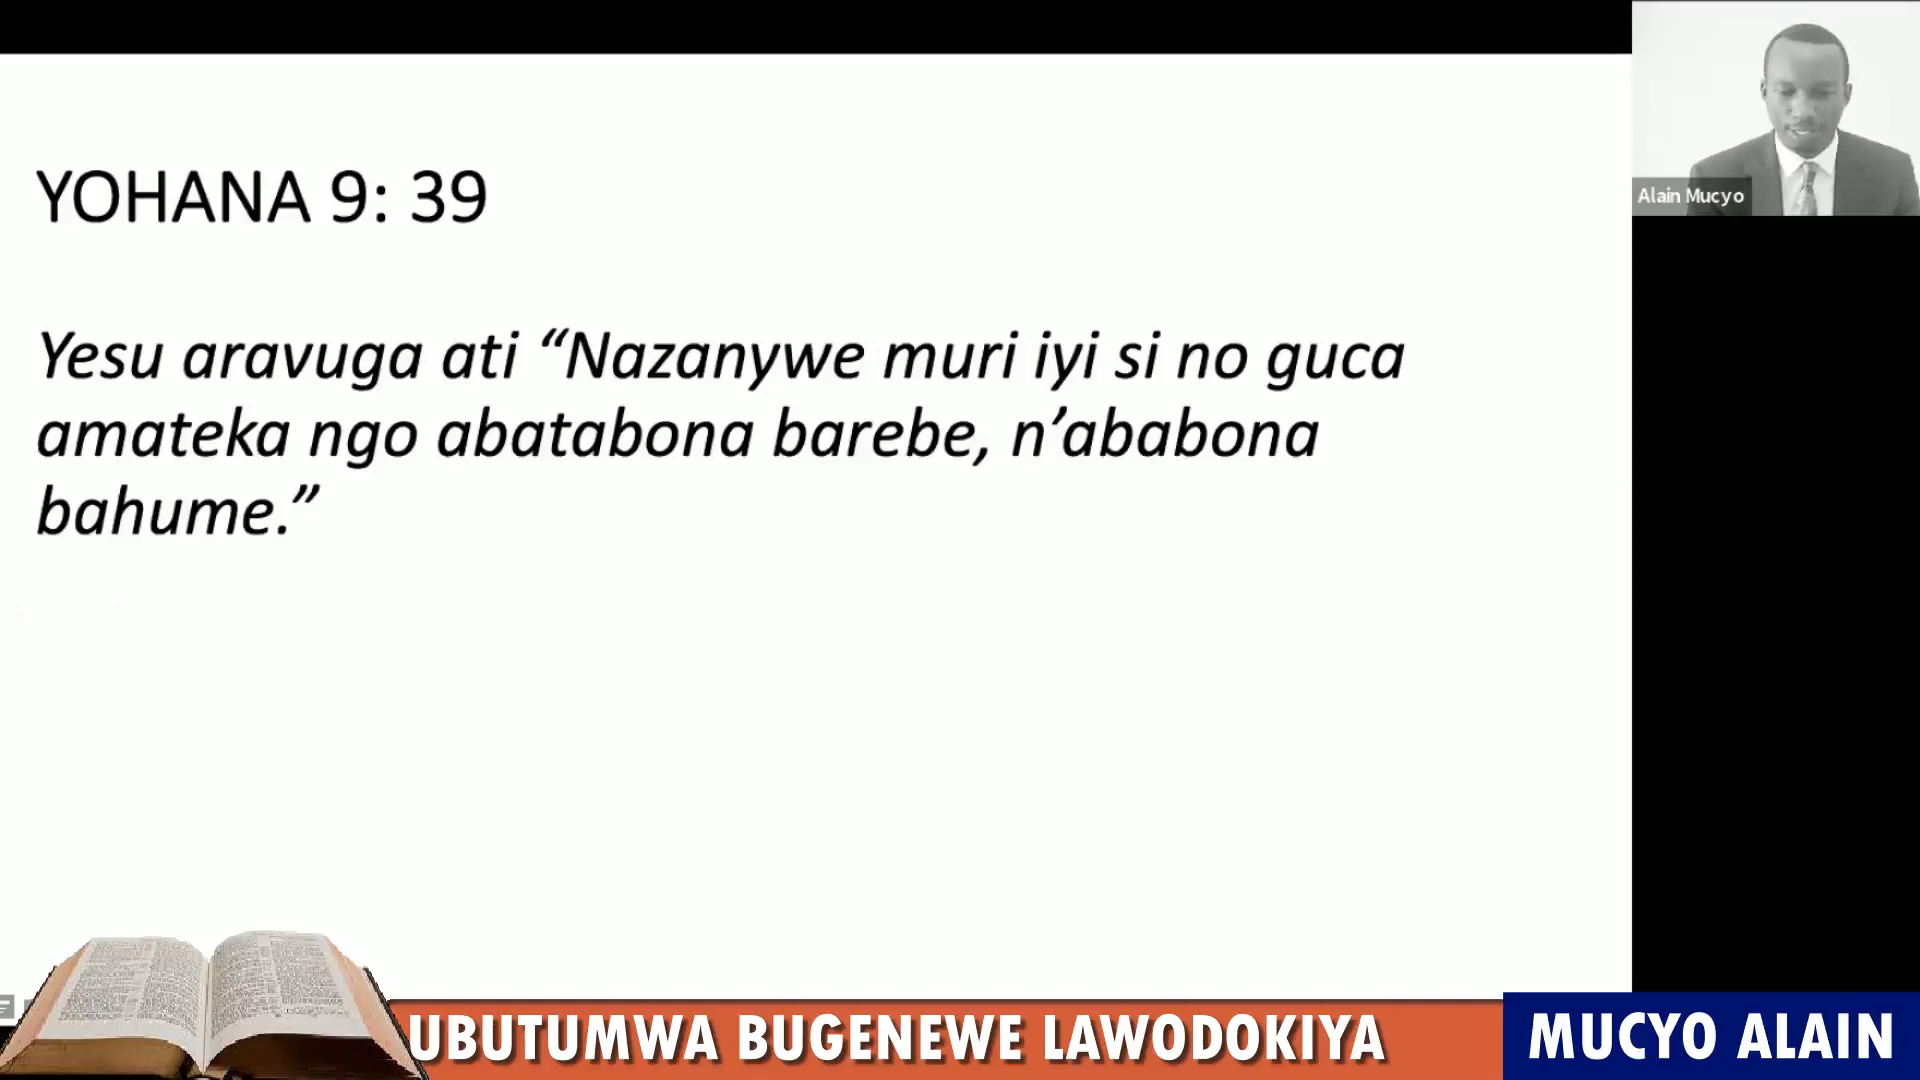 YOHANA 9: 39
Yesu aravuga ati “Nazanywe muri iyi si no guca
amateka ngo abatabona barebe, n’ababona
bahume.”
Alain Mucyo
UBUTUMWA BUGENEWE LAWODOKIYA
MUCYO ALAIN